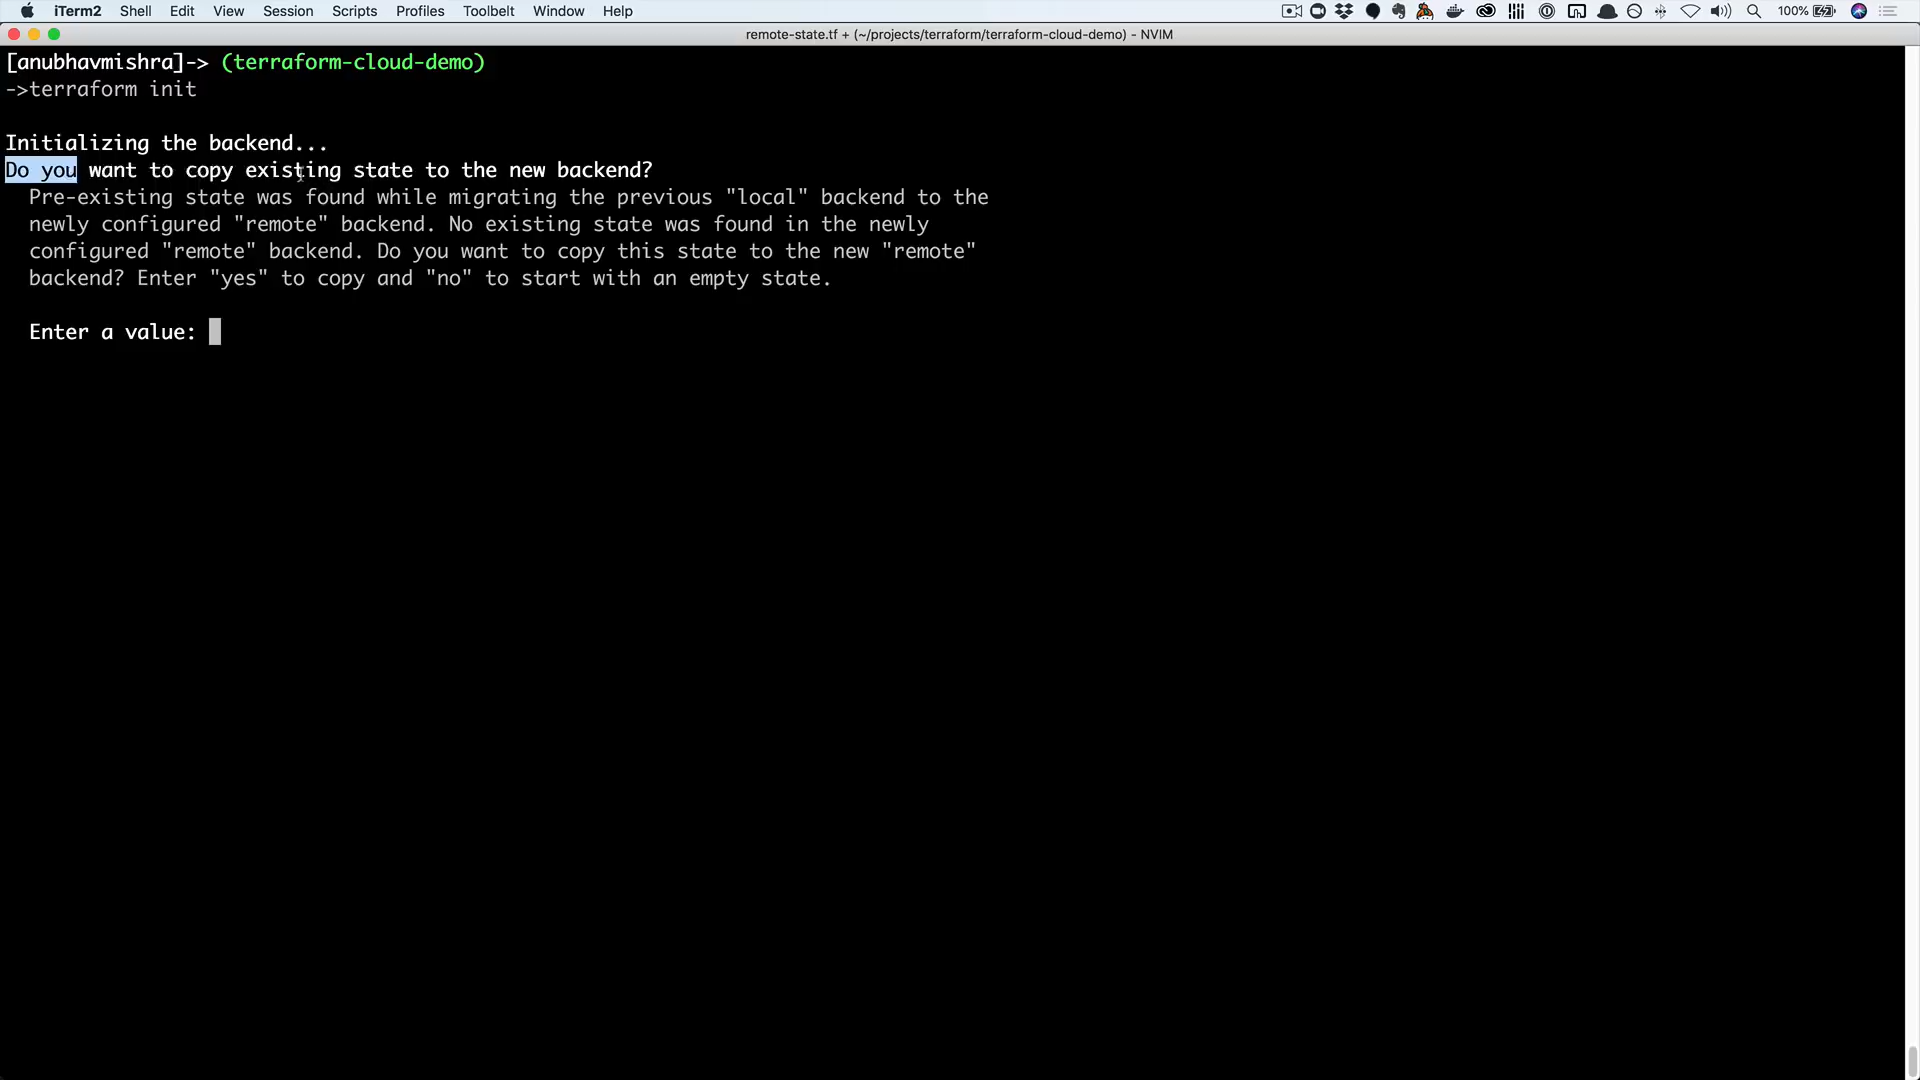 iTerm2 Shell Edit View Session Scripts Profiles Toolbelt Window Help 100%
remote-state.tf + (~/projects/terraform/terraform-cloud-demo) - NVIM
[anubhavmishra]-> (terraform-cloud-demo)
->terraform init
Initializing the backend...
Do you want to copy existing state to the new backend?
Pre-existing state was found while migrating the previous "local" backend to the
newly configured "remote" backend. No existing state was found in the newly
configured "remote" backend. Do you want to copy this state to the new "remote"
backend? Enter "yes" to copy and "no" to start with an empty state.
Enter a value: